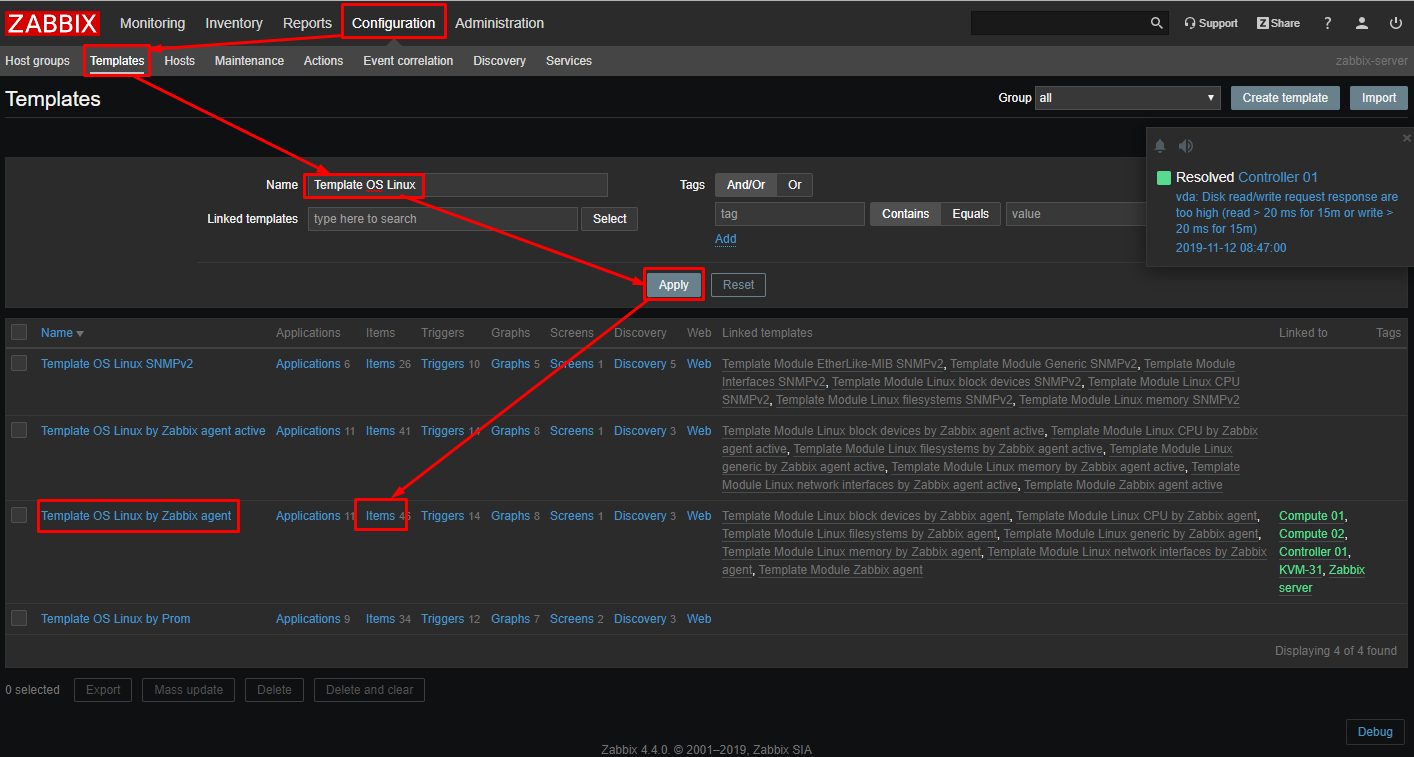 ZABBIX Monitoring Inventory Reports Configuration Administration Support Z Share ?
Host groups Templates Hosts Maintenance Actions Event correlation Discovery Services zabbix-server
Templates Group all Create template Import
Resolved Controller 01
vda: Disk read/write request response are
too high (read > 20 ms for 15m or write >
20 ms for 15m)
2019-11-12 08:47:00
Name Template OS Linux Tags And/Or Or
Linked templates type here to search Select tag Contains Equals value
Add
Apply Reset
Name Applications Items Triggers Graphs Screens Discovery Web Linked templates Linked to Tags
Template OS Linux SNMPv2 Applications 6 Items 26 Triggers 10 Graphs 5 Screens 1 Discovery 5 Web Template Module EtherLike-MIB SNMPv2, Template Module Generic SNMPv2, Template Module
Interfaces SNMPv2, Template Module Linux block devices SNMPv2, Template Module Linux CPU
SNMPv2, Template Module Linux filesystems SNMPv2, Template Module Linux memory SNMPv2
Template OS Linux by Zabbix agent active Applications 11 Items 41 Triggers 14 Graphs 8 Screens 1 Discovery 3 Web Template Module Linux block devices by Zabbix agent active, Template Module Linux CPU by Zabbix
agent active, Template Module Linux filesystems by Zabbix agent active, Template Module Linux
generic by Zabbix agent active, Template Module Linux memory by Zabbix agent active, Template
Module Linux network interfaces by Zabbix agent active, Template Module Zabbix agent active
Template OS Linux by Zabbix agent Applications 11 Items Triggers 14 Graphs 8 Screens 1 Discovery 3 Web Template Module Linux block devices by Zabbix agent, Template Module Linux CPU by Zabbix agent, Compute 01,
Template Module Linux filesystems by Zabbix agent, Template Module Linux generic by Zabbix agent, Compute 02,
Template Module Linux memory by Zabbix agent, Template Module Linux network interfaces by Zabbix Controller 01,
agent, Template Module Zabbix agent KVM-31, Zabbix
server
Template OS Linux by Prom Applications 9 Items 34 Triggers 12 Graphs 7 Screens 2 Discovery 3 Web
Displaying 4 of 4 found
0 selected Export Mass update Delete Delete and clear
Debug
Zabbix 4.4.0. © 2001–2019, Zabbix SIA